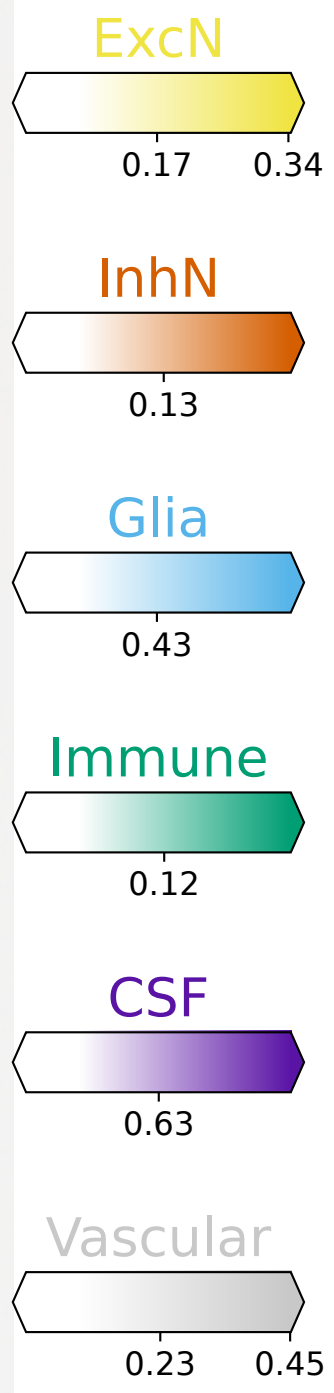 ExcN
0.17 0.34
InhN
0.13
Glia
0.43
Immune
0.12
CSF
0.63
Vascular
0.23 0.45